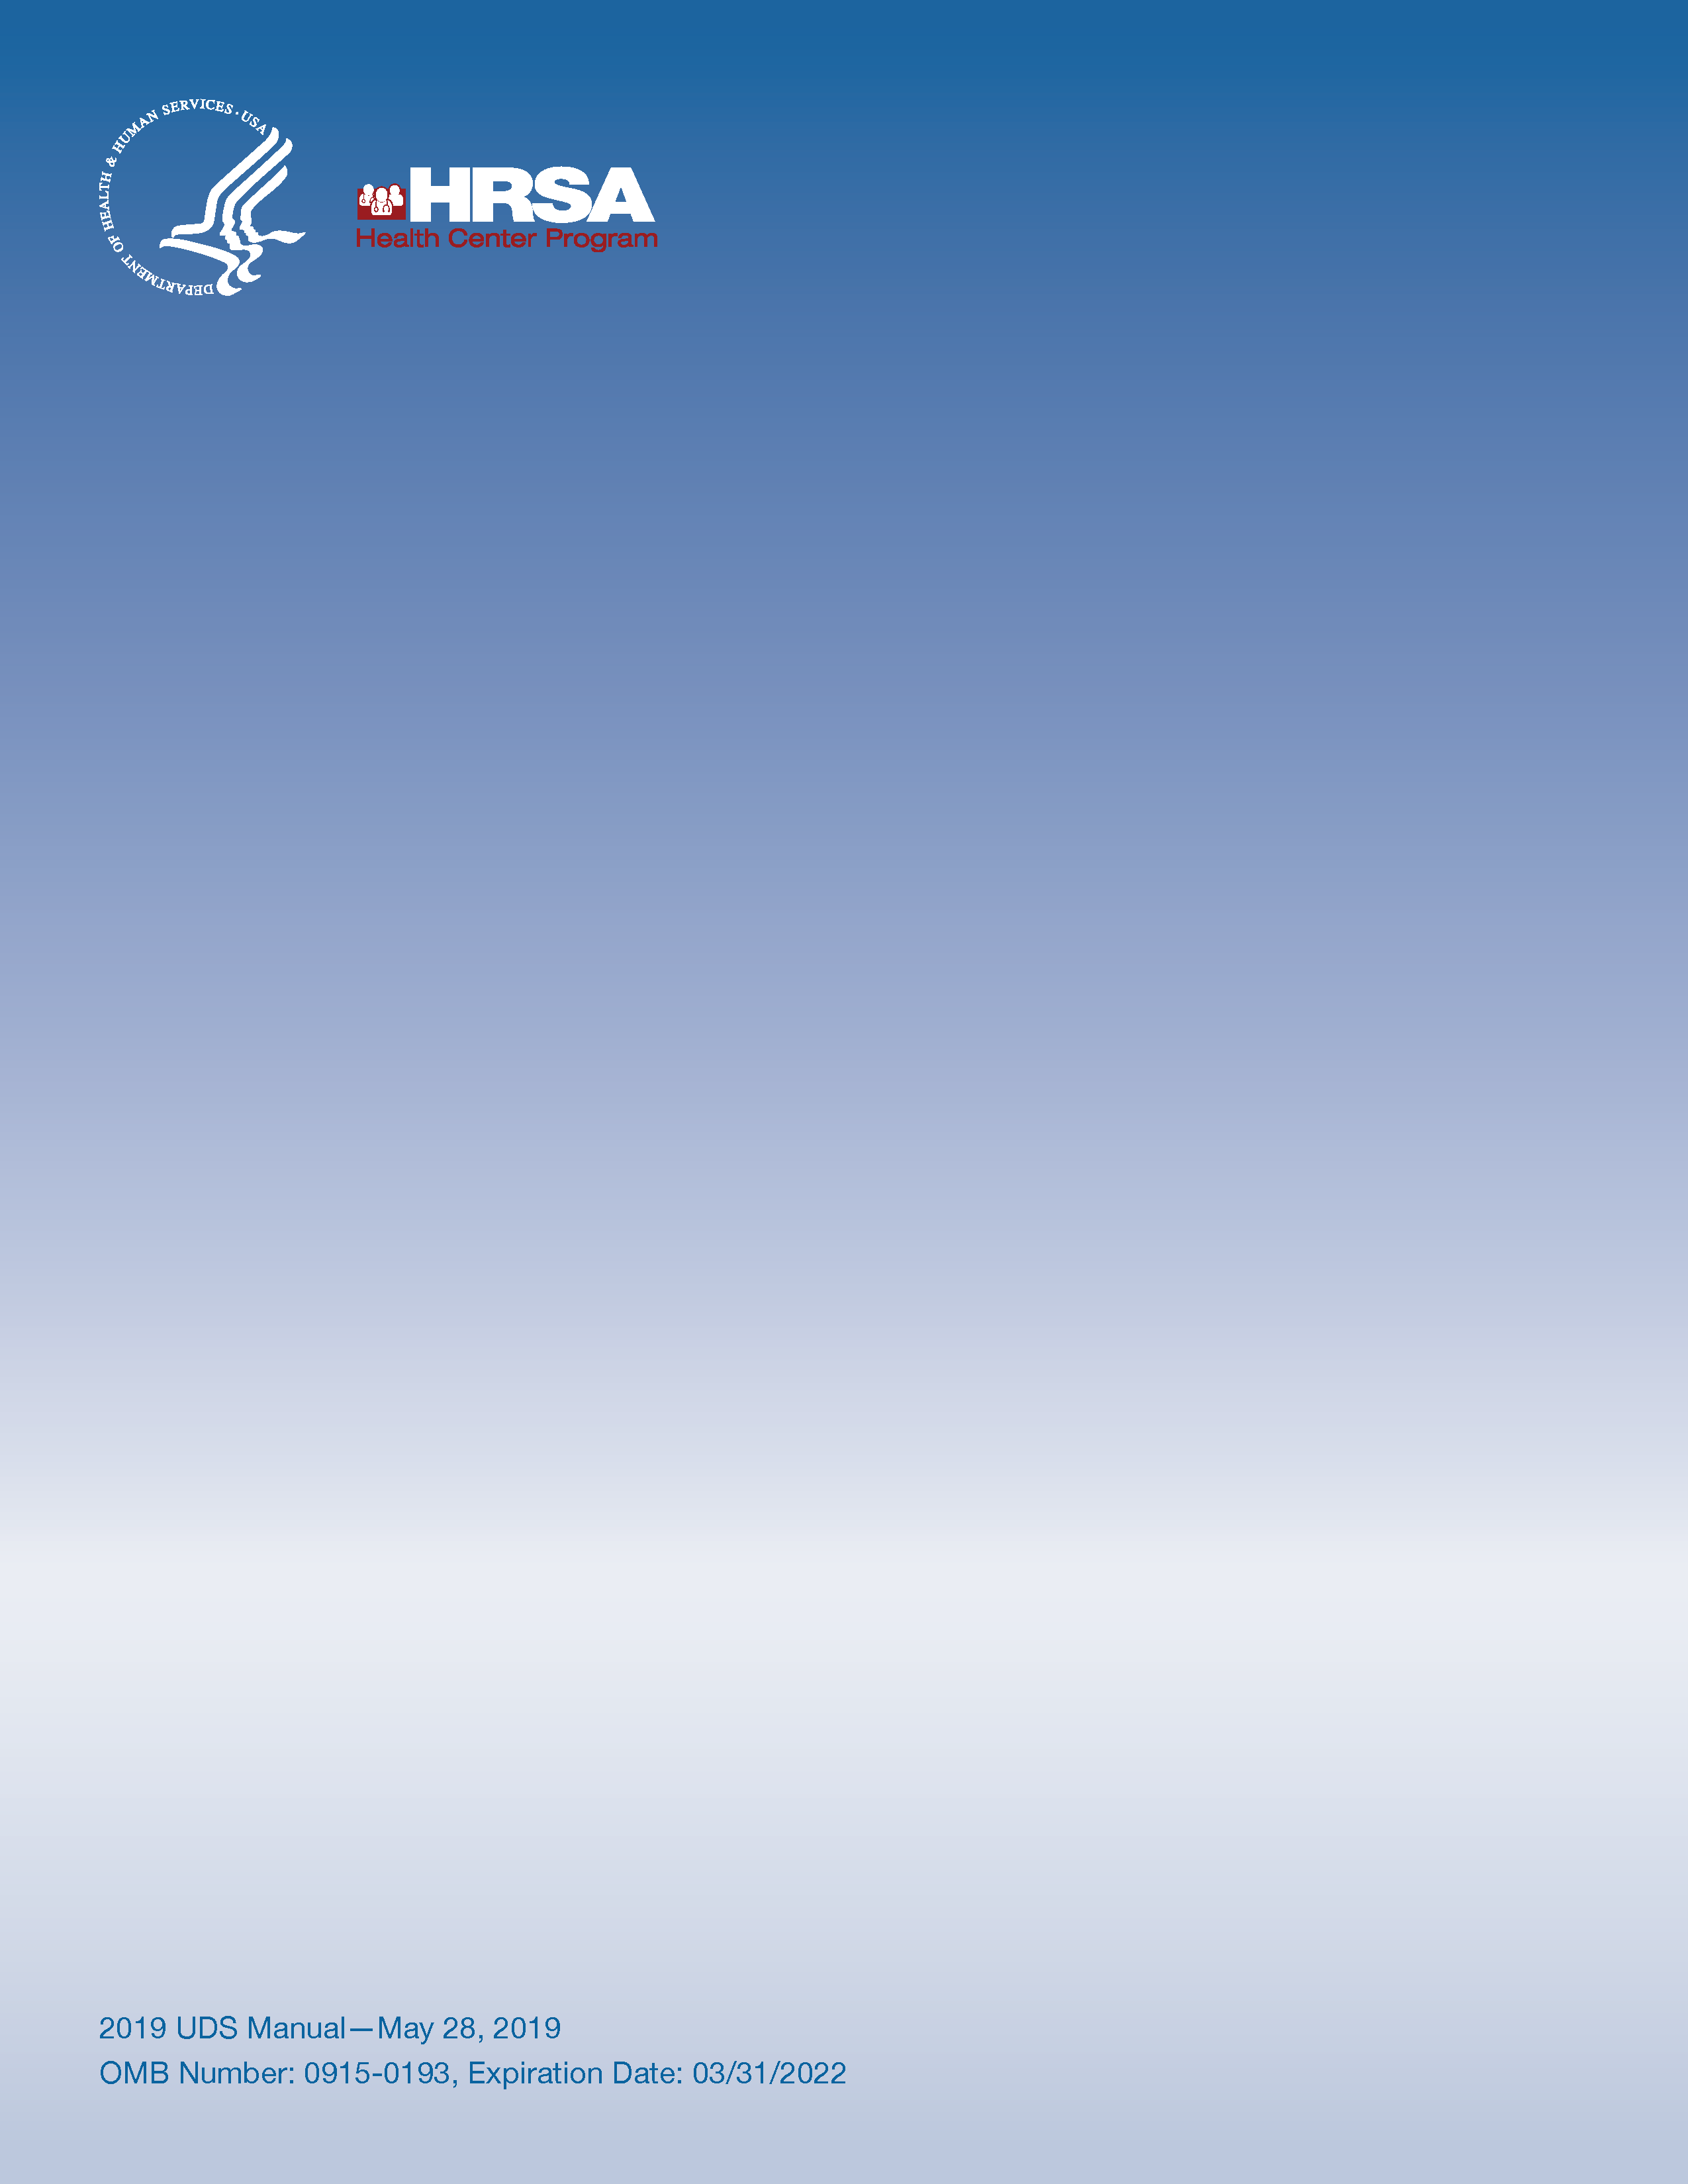 DEPARTMENT OF HEALTH & HUMAN SERVICES · USA
HRSA
Health Center Program
2019 UDS Manual—May 28, 2019
OMB Number: 0915-0193, Expiration Date: 03/31/2022